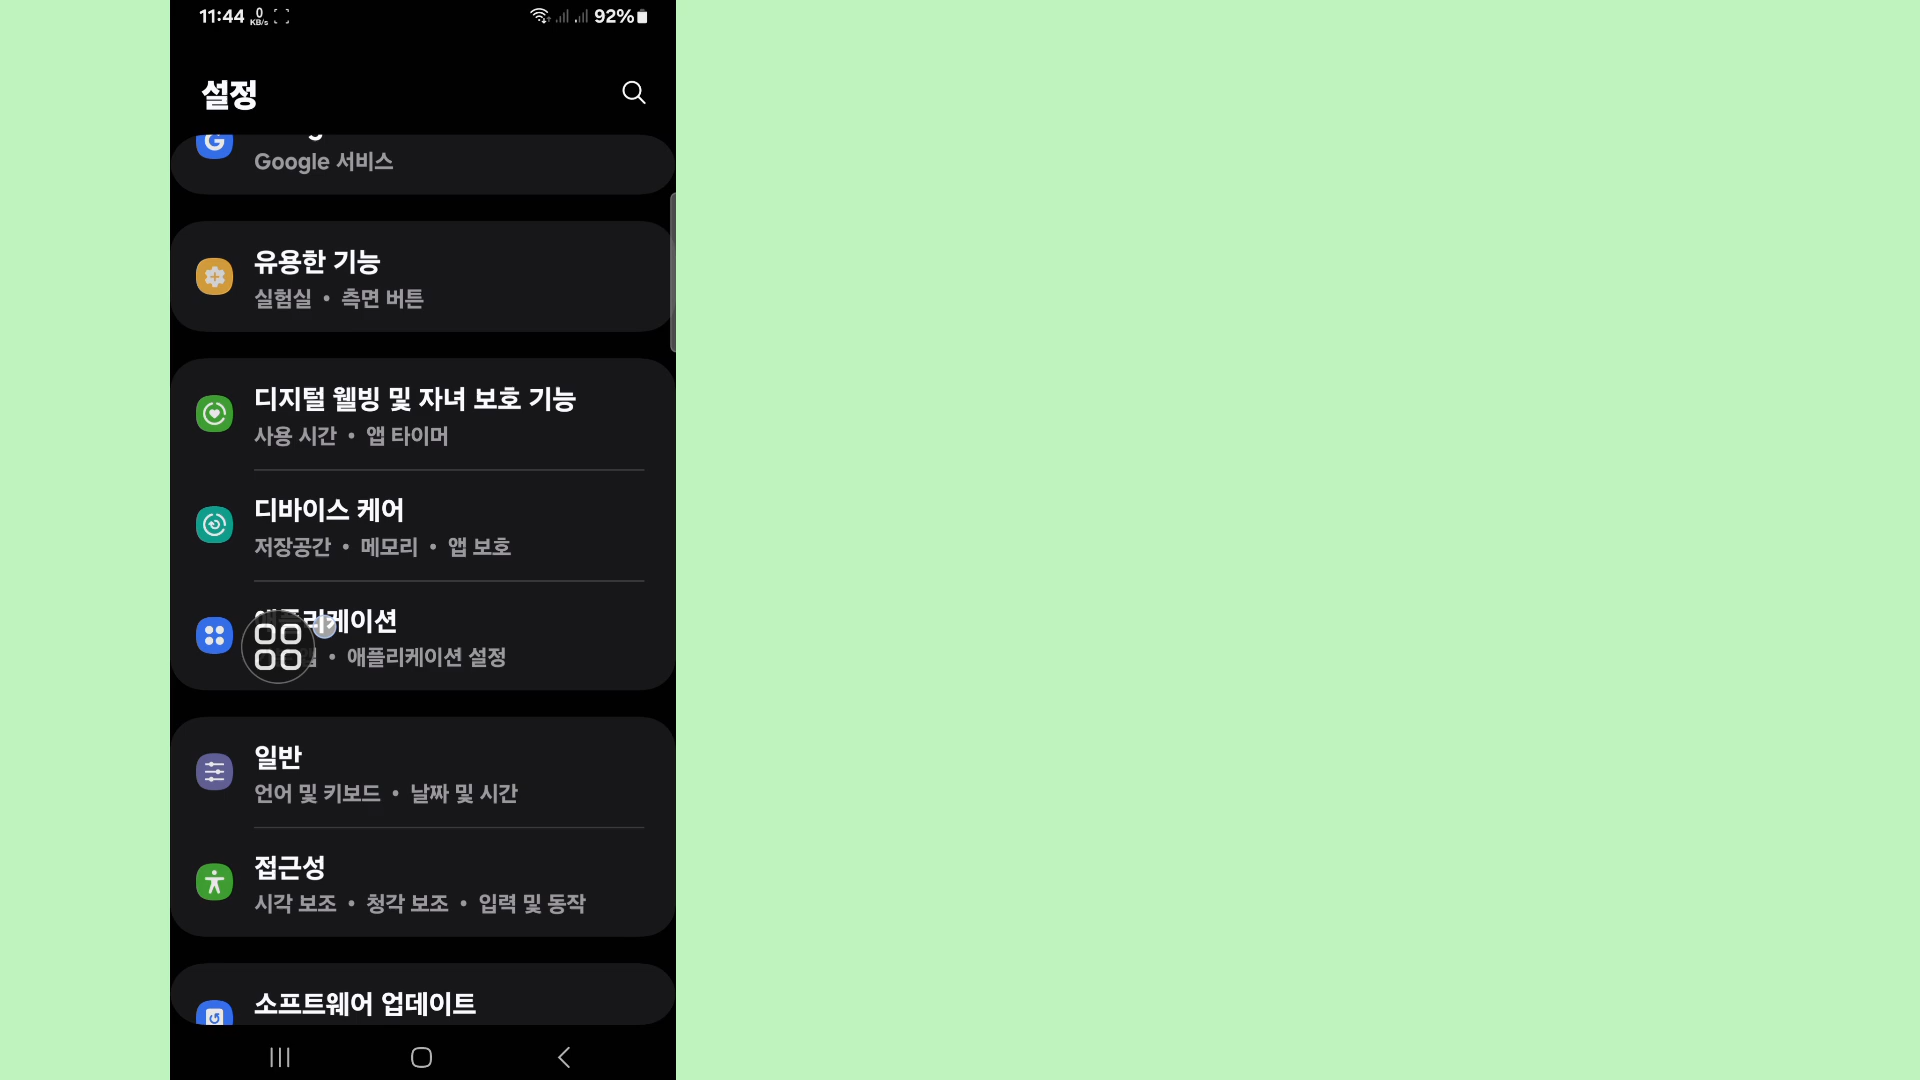 11:44 0 KB/s 92%
설정
Google 서비스
유용한 기능
실험실 • 측면 버튼
디지털 웰빙 및 자녀 보호 기능
사용 시간 • 앱 타이머
디바이스 케어
저장공간 • 메모리 • 앱 보호
애플리케이션
• 애플리케이션 설정
일반
언어 및 키보드 • 날짜 및 시간
접근성
시각 보조 • 청각 보조 • 입력 및 동작
소프트웨어 업데이트